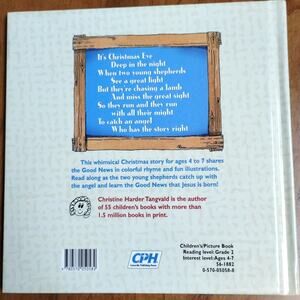 It's Christmas Eve
Deep in the night
When two young shepherds
See a great light
But they're chasing a lamb
And miss the great sight
So they run and they run
with all their might
To catch an angel
Who has the story right
This whimsical Christmas story for ages 4 to 7 shares
the Good News in colorful rhyme and fun illustrations.
Read along as the two young shepherds catch up with
the angel and learn the Good News that Jesus is born!
Christine Harder Tangvald is the author
of 55 children's books with more than
1.5 million books in print.
CPH
Children's/Picture Book
Reading level: Grade 2
Interest level: Ages 4-7
56-1882
0-570-05058-8